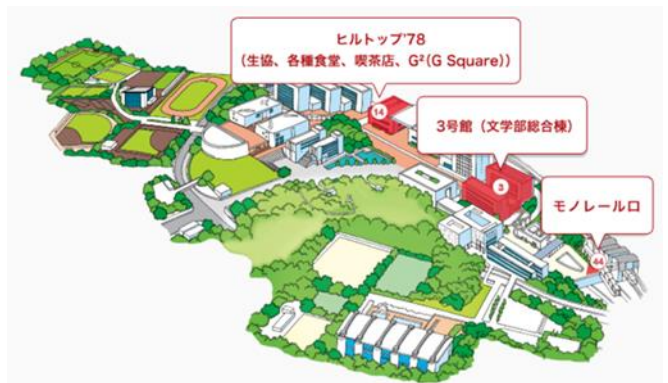 ヒルトップ'78
(生協、各種食堂、喫茶店、G²(G Square))
14
3号館（文学部総合棟）
3
モノレール口
44